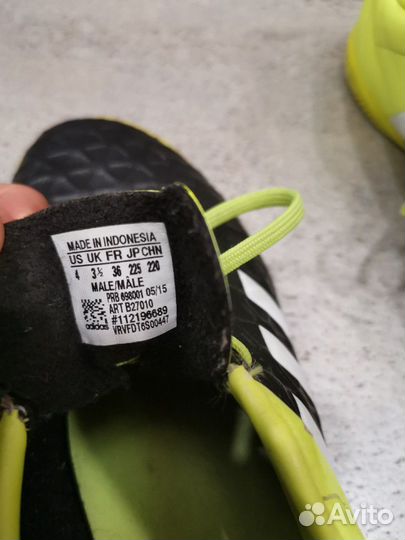 MADE IN INDONESIA
US UK FR JP CHN
4 3½ 36 225 220
MALE/MÂLE
PRB 698001 05/15
ART B27010
#112196689
VRVFDT6S00447
adidas
Avito